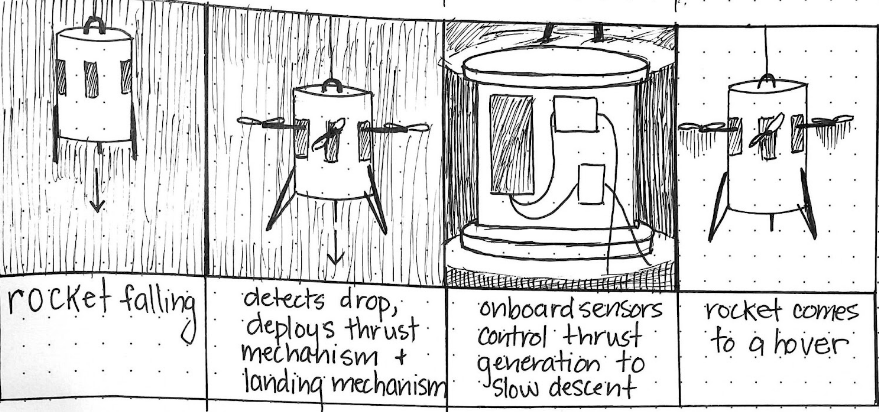 rocket falling
detects drop,
deploys thrust
mechanism +
landing mechanism
onboard sensors
control thrust
generation to
slow descent
rocket comes
to a hover